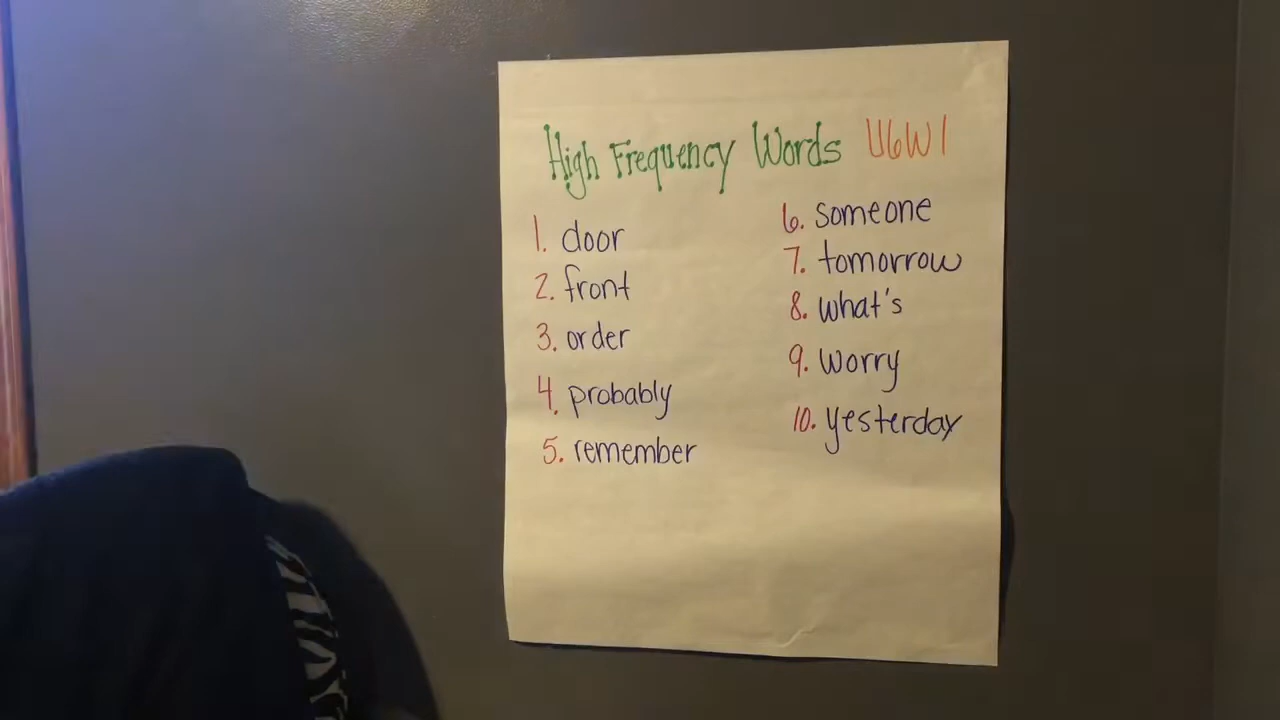 High Frequency Words U6W1
1. door
2. front
3. order
4. probably
5. remember
6. someone
7. tomorrow
8. what's
9. worry
10. yesterday